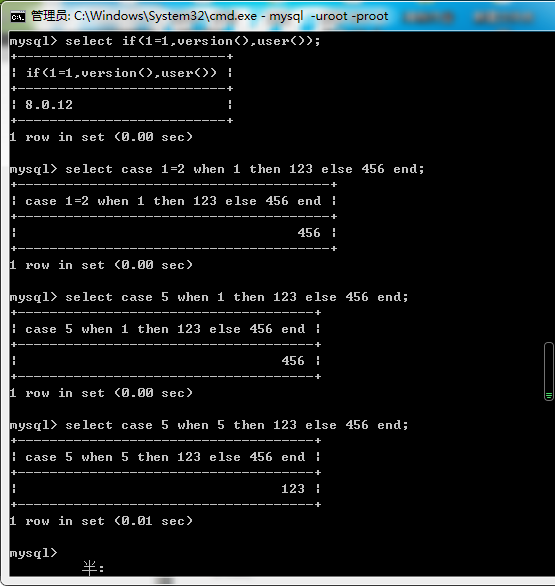 管理员: C:\Windows\System32\cmd.exe - mysql  -uroot -proot
mysql> select if(1=1,version(),user());
+--------------------------+
| if(1=1,version(),user()) |
+--------------------------+
| 8.0.12                   |
+--------------------------+
1 row in set (0.00 sec)
mysql> select case 1=2 when 1 then 123 else 456 end;
+---------------------------------------+
| case 1=2 when 1 then 123 else 456 end |
+---------------------------------------+
|                                   456 |
+---------------------------------------+
1 row in set (0.00 sec)
mysql> select case 5 when 1 then 123 else 456 end;
+-------------------------------------+
| case 5 when 1 then 123 else 456 end |
+-------------------------------------+
|                                 456 |
+-------------------------------------+
1 row in set (0.00 sec)
mysql> select case 5 when 5 then 123 else 456 end;
+-------------------------------------+
| case 5 when 5 then 123 else 456 end |
+-------------------------------------+
|                                 123 |
+-------------------------------------+
1 row in set (0.01 sec)
mysql>
半: